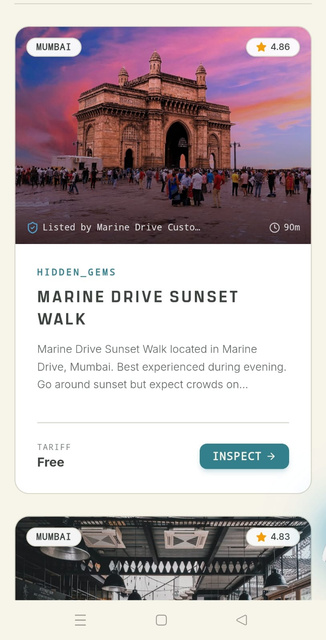 MUMBAI
4.86
Listed by Marine Drive Custo…
90m
HIDDEN_GEMS
MARINE DRIVE SUNSET
WALK
Marine Drive Sunset Walk located in Marine
Drive, Mumbai. Best experienced during evening.
Go around sunset but expect crowds on...
TARIFF
Free
INSPECT →
MUMBAI
4.83